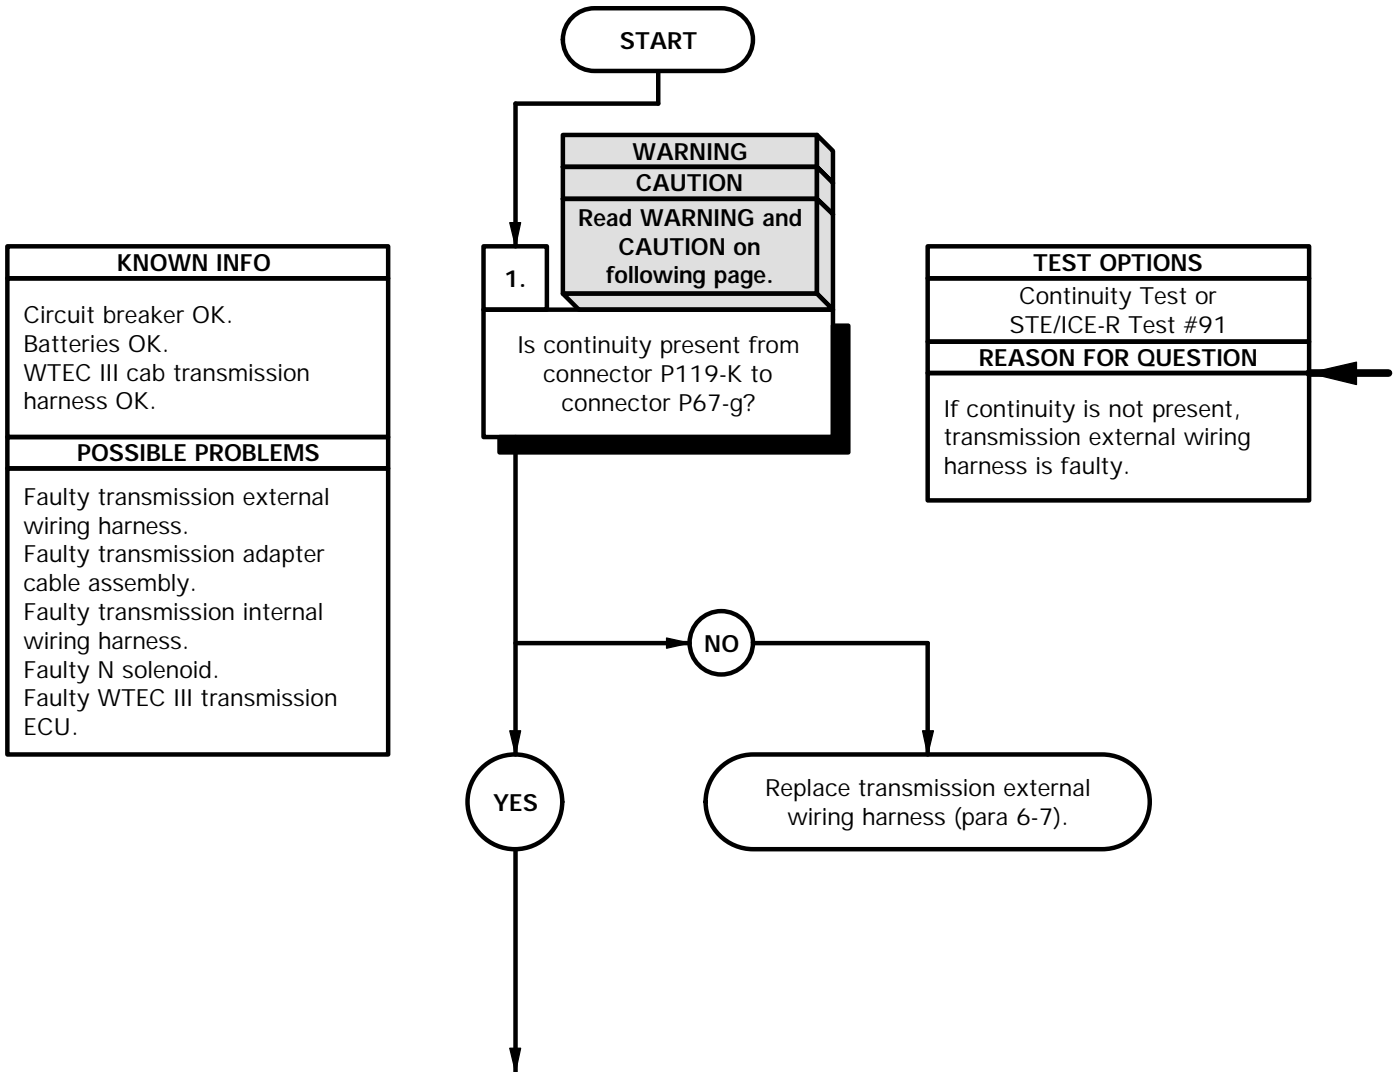 START
WARNING
CAUTION
Read WARNING and
CAUTION on
following page.
1.
Is continuity present from
connector P119-K to
connector P67-g?
KNOWN INFO
Circuit breaker OK.
Batteries OK.
WTEC III cab transmission
harness OK.
POSSIBLE PROBLEMS
Faulty transmission external
wiring harness.
Faulty transmission adapter
cable assembly.
Faulty transmission internal
wiring harness.
Faulty N solenoid.
Faulty WTEC III transmission
ECU.
TEST OPTIONS
Continuity Test or
STE/ICE-R Test #91
REASON FOR QUESTION
If continuity is not present,
transmission external wiring
harness is faulty.
NO
YES
Replace transmission external
wiring harness (para 6-7).